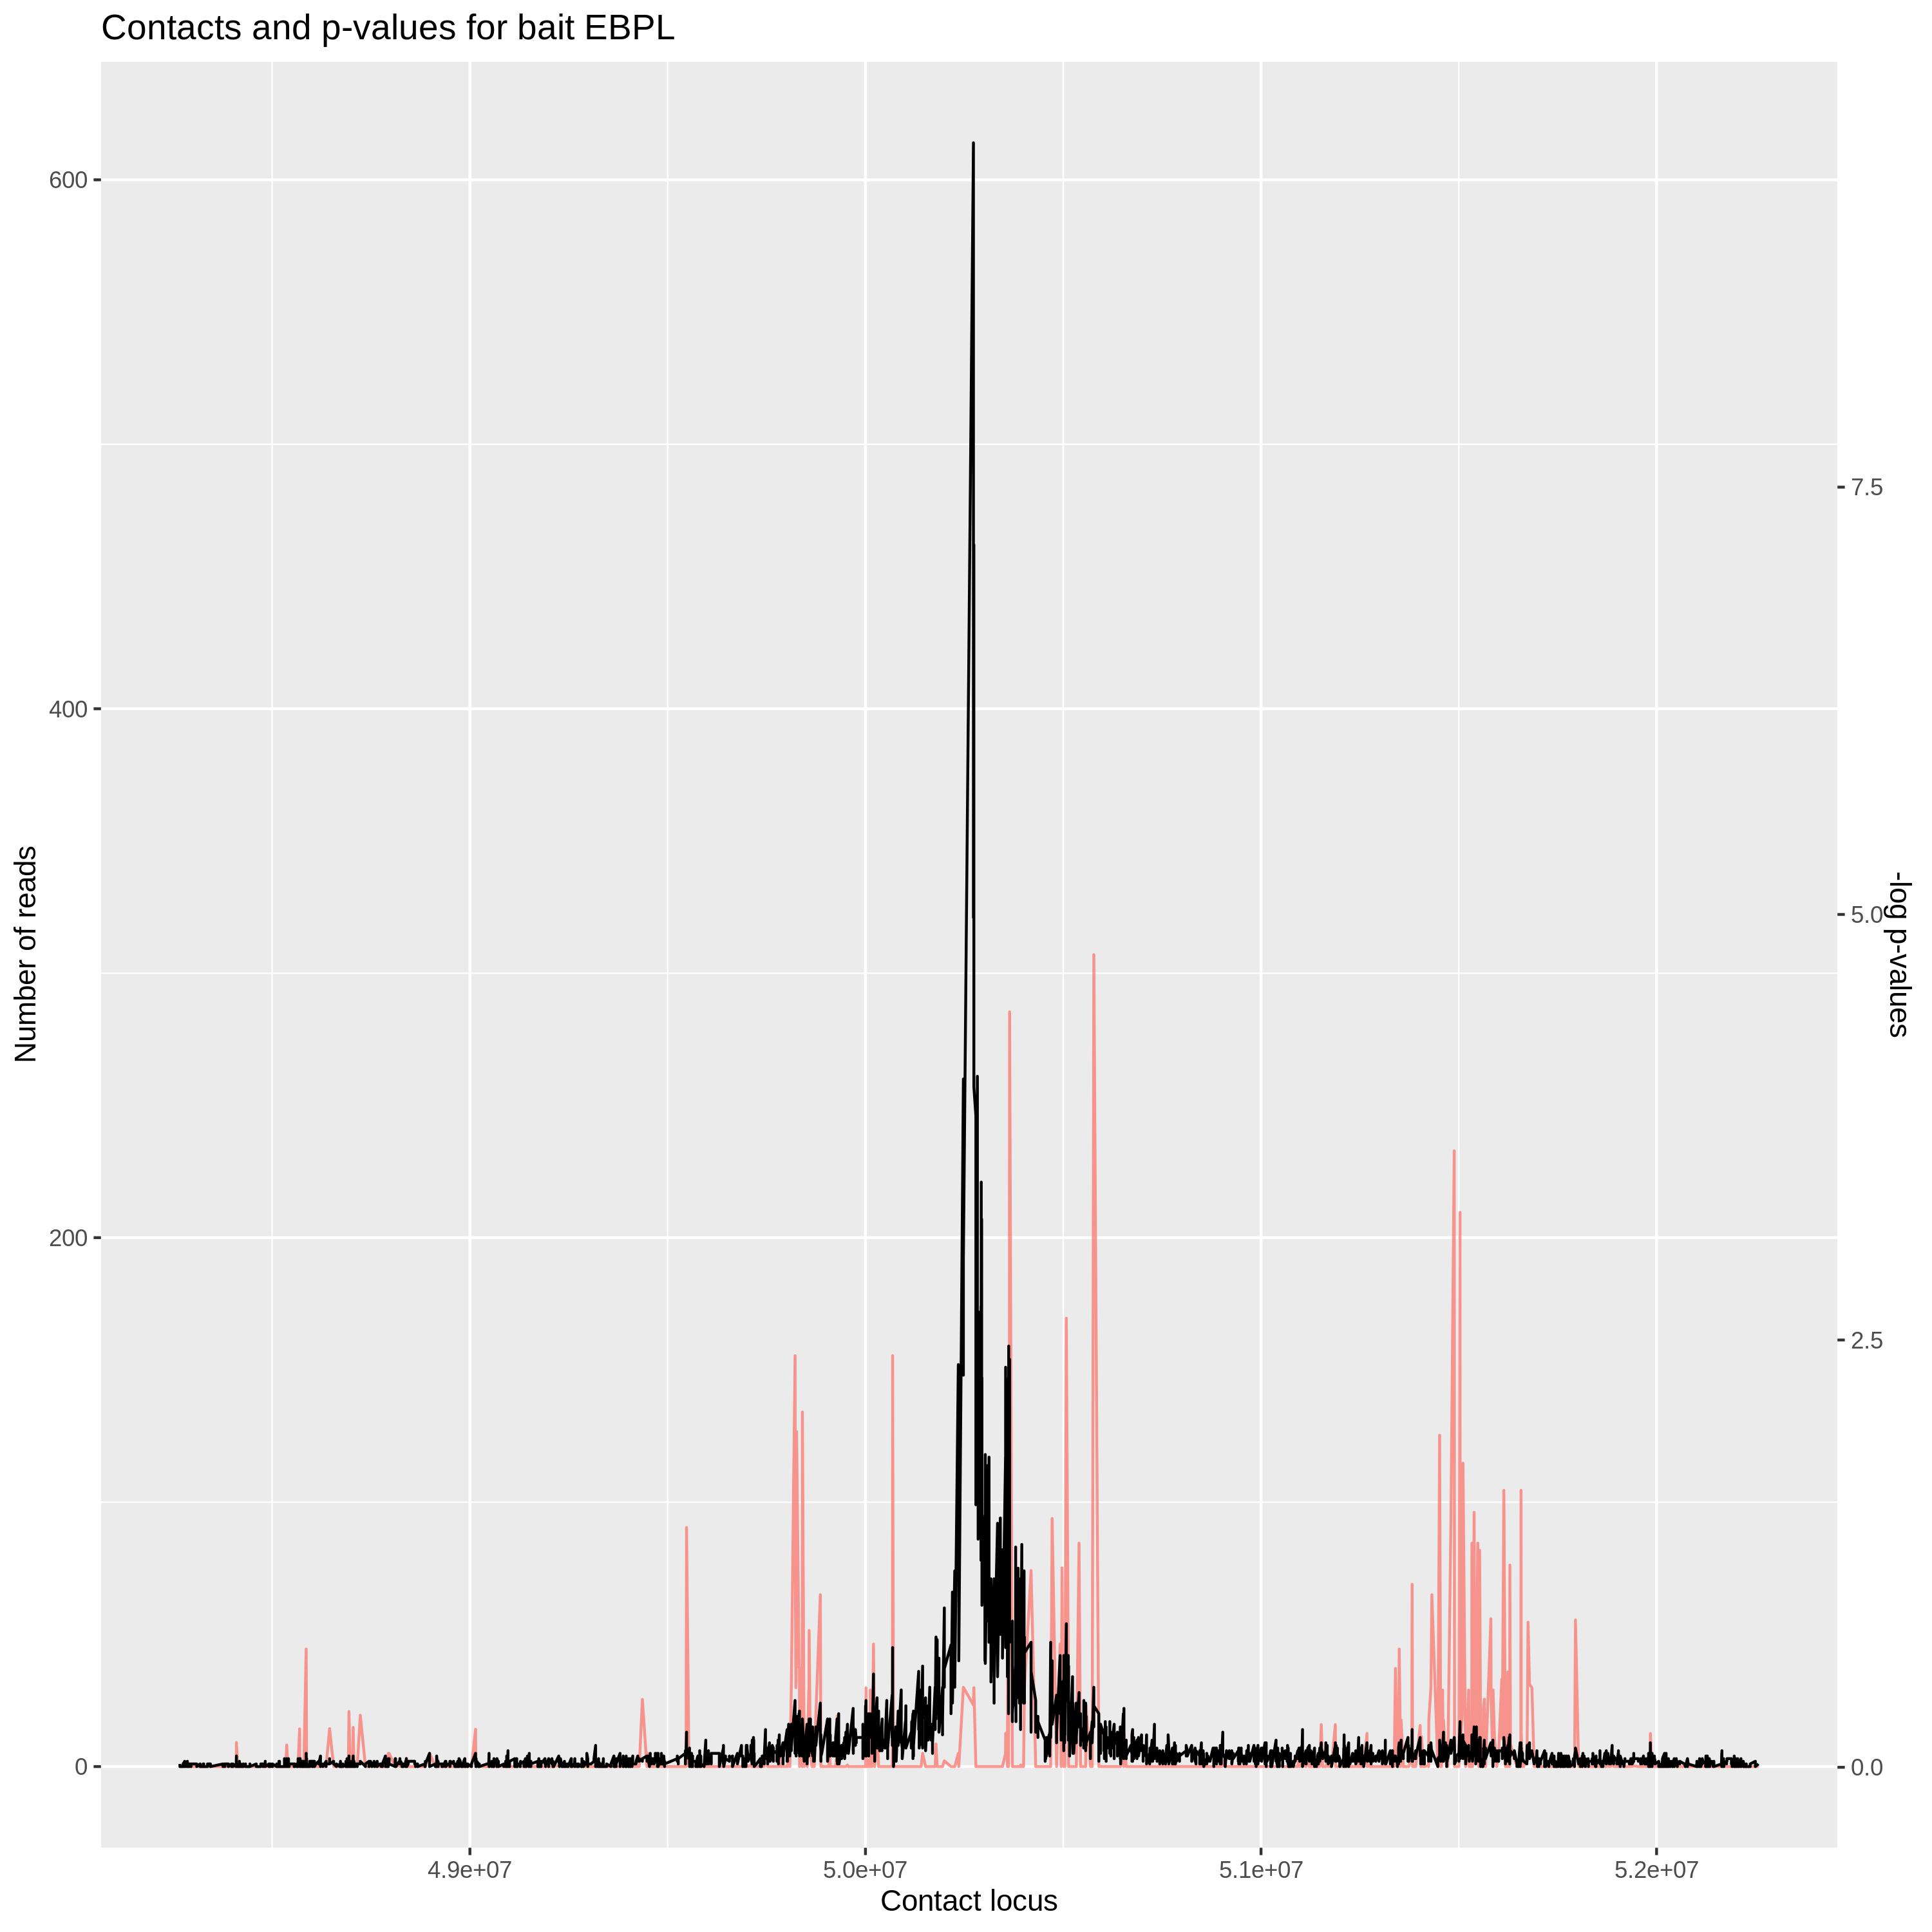 Contacts and p-values for bait EBPL
600
400
200
0
Number of reads
7.5
5.0
2.5
0.0
-log p-values
4.9e+07
5.0e+07
5.1e+07
5.2e+07
Contact locus